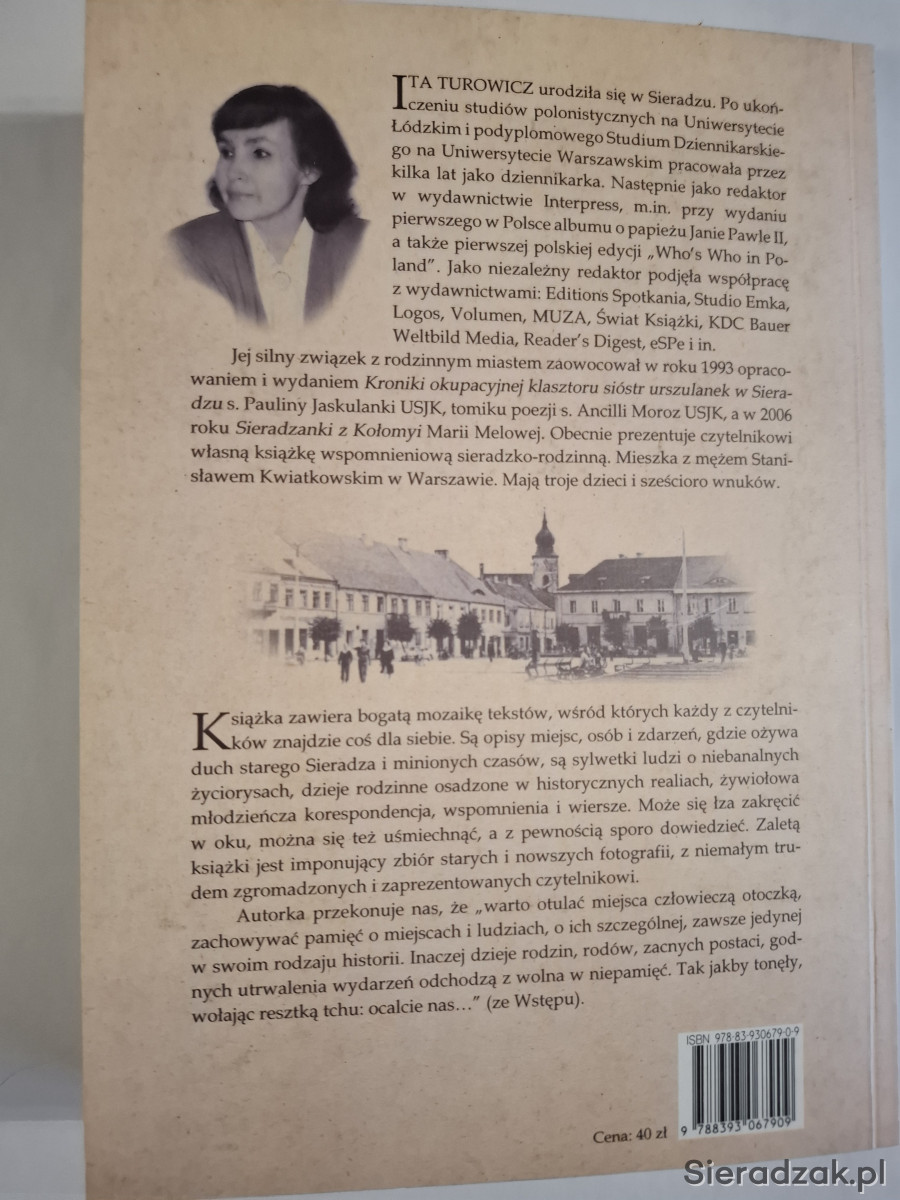 ITA TUROWICZ urodziła się w Sieradzu. Po ukoń-
czeniu studiów polonistycznych na Uniwersytecie
Łódzkim i podyplomowego Studium Dziennikarskie-
go na Uniwersytecie Warszawskim pracowała przez
kilka lat jako dziennikarka. Następnie jako redaktor
w wydawnictwie Interpress, m.in. przy wydaniu
pierwszego w Polsce albumu o papieżu Janie Pawle II,
a także pierwszej polskiej edycji „Who's Who in Po-
land”. Jako niezależny redaktor podjęła współpracę
z wydawnictwami: Editions Spotkania, Studio Emka,
Logos, Volumen, MUZA, Świat Książki, KDC Bauer
Weltbild Media, Reader's Digest, eSPe i in.
Jej silny związek z rodzinnym miastem zaowocował w roku 1993 opraco-
waniem i wydaniem Kroniki okupacyjnej klasztoru sióstr urszulanek w Siera-
dzu s. Pauliny Jaskulanki USJK, tomiku poezji s. Ancilli Moroz USJK, a w 2006
roku Sieradzanki z Kołomyi Marii Melowej. Obecnie prezentuje czytelnikowi
własną książkę wspomnieniową sieradzko-rodzinną. Mieszka z mężem Stani-
sławem Kwiatkowskim w Warszawie. Mają troje dzieci i sześcioro wnuków.
Książka zawiera bogatą mozaikę tekstów, wśród których każdy z czytelni-
ków znajdzie coś dla siebie. Są opisy miejsc, osób i zdarzeń, gdzie ożywa
duch starego Sieradza i minionych czasów, są sylwetki ludzi o niebanalnych
życiorysach, dzieje rodzinne osadzone w historycznych realiach, żywiołowa
młodzieńcza korespondencja, wspomnienia i wiersze. Może się łza zakręcić
w oku, można się też uśmiechnąć, a z pewnością sporo dowiedzieć. Zaletą
książki jest imponujący zbiór starych i nowszych fotografii, z niemałym tru-
dem zgromadzonych i zaprezentowanych czytelnikowi.
Autorka przekonuje nas, że „warto otulać miejsca człowieczą otoczką,
zachowywać pamięć o miejscach i ludziach, o ich szczególnej, zawsze jedynej
w swoim rodzaju historii. Inaczej dzieje rodzin, rodów, zacnych postaci, god-
nych utrwalenia wydarzeń odchodzą z wolna w niepamięć. Tak jakby tonęły,
wołając resztką tchu: ocalcie nas...” (ze Wstępu).
ISBN 978-83-930679-0-9
Cena: 40 zł
9 788393 067909
Sieradzak.pl